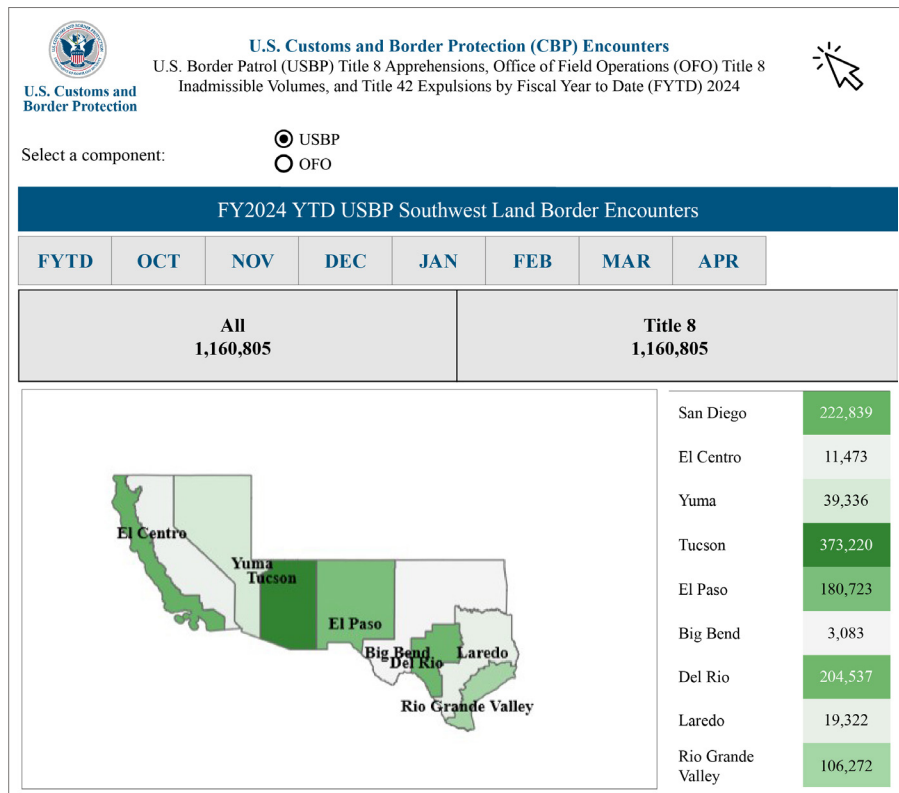 U.S. Customs and Border Protection (CBP) Encounters
U.S. Border Patrol (USBP) Title 8 Apprehensions, Office of Field Operations (OFO) Title 8
Inadmissible Volumes, and Title 42 Expulsions by Fiscal Year to Date (FYTD) 2024
U.S. Customs and
Border Protection
Select a component:
USBP
OFO
FY2024 YTD USBP Southwest Land Border Encounters
FYTD OCT NOV DEC JAN FEB MAR APR
All
1,160,805
Title 8
1,160,805
El Centro
Yuma
Tucson
El Paso
Big Bend
Del Rio
Laredo
Rio Grande Valley
San Diego 222,839
El Centro 11,473
Yuma 39,336
Tucson 373,220
El Paso 180,723
Big Bend 3,083
Del Rio 204,537
Laredo 19,322
Rio Grande
Valley 106,272